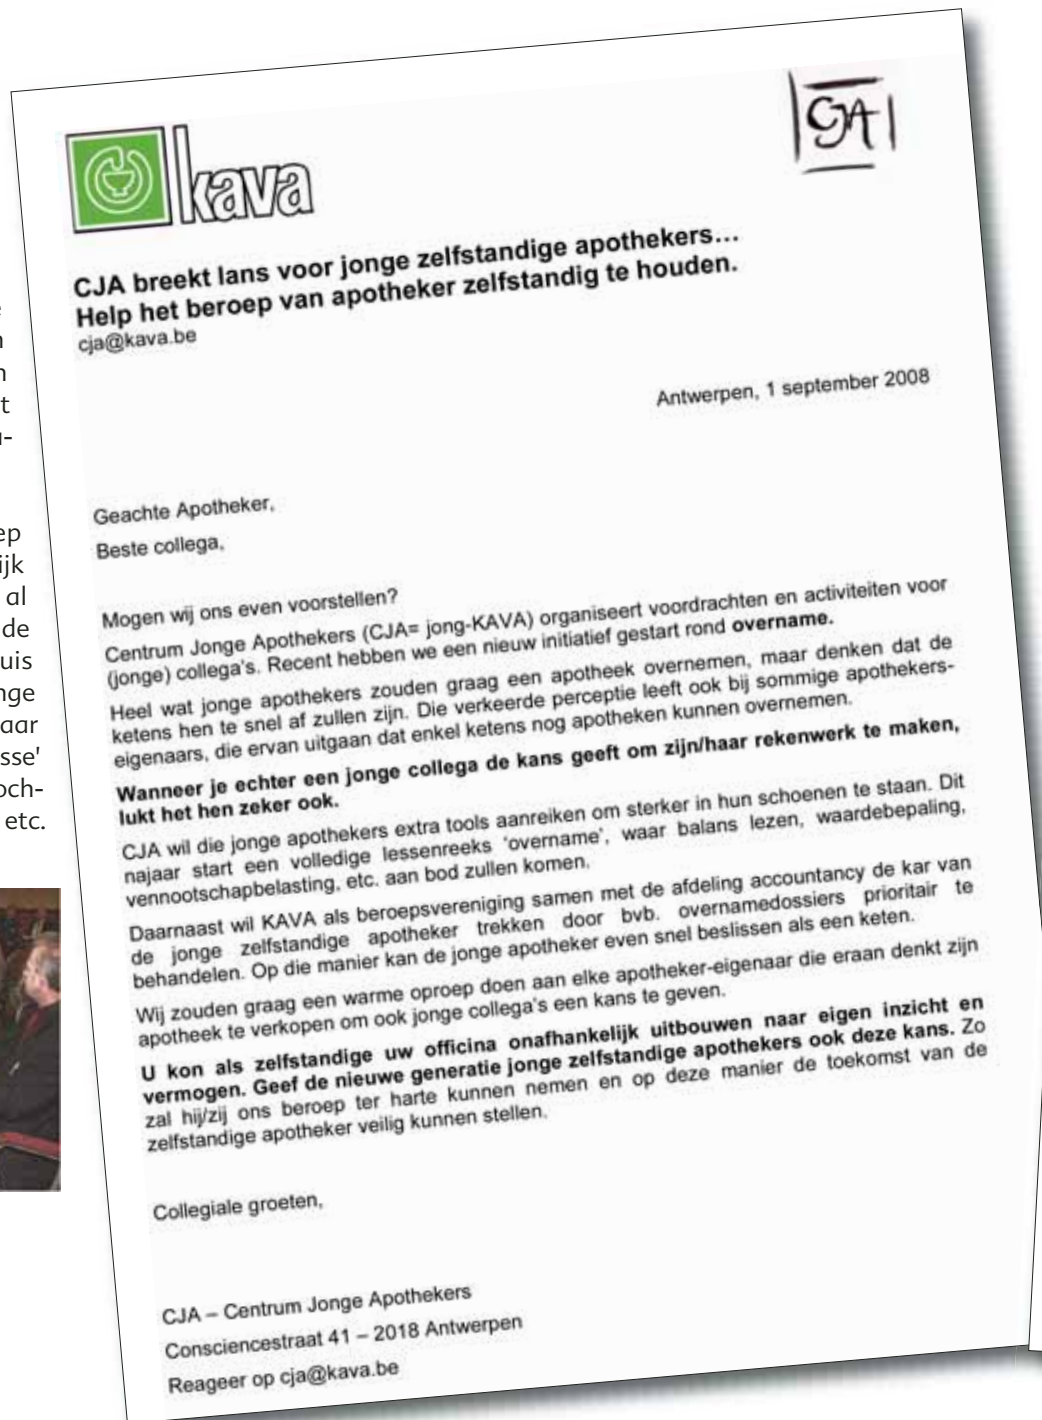 kava
CJA
CJA breekt lans voor jonge zelfstandige apothekers...
Help het beroep van apotheker zelfstandig te houden.
cja@kava.be
Antwerpen, 1 september 2008
Geachte Apotheker,
Beste collega,
Mogen wij ons even voorstellen?
Centrum Jonge Apothekers (CJA= jong-KAVA) organiseert voordrachten en activiteiten voor
(jonge) collega's. Recent hebben we een nieuw initiatief gestart rond overname.
Heel wat jonge apothekers zouden graag een apotheek overnemen, maar denken dat de
ketens hen te snel af zullen zijn. Die verkeerde perceptie leeft ook bij sommige apothekers-
eigenaars, die ervan uitgaan dat enkel ketens nog apotheken kunnen overnemen.
Wanneer je echter een jonge collega de kans geeft om zijn/haar rekenwerk te maken,
lukt het hen zeker ook.
CJA wil die jonge apothekers extra tools aanreiken om sterker in hun schoenen te staan. Dit
najaar start een volledige lessenreeks 'overname', waar balans lezen, waardebepaling,
vennootschapbelasting, etc. aan bod zullen komen.
Daarnaast wil KAVA als beroepsvereniging samen met de afdeling accountancy de kar van
de jonge zelfstandige apotheker trekken door bvb. overnamedossiers prioritair te
behandelen. Op die manier kan de jonge apotheker even snel beslissen als een keten.
Wij zouden graag een warme oproep doen aan elke apotheker-eigenaar die eraan denkt zijn
apotheek te verkopen om ook jonge collega's een kans te geven.
U kon als zelfstandige uw officina onafhankelijk uitbouwen naar eigen inzicht en
vermogen. Geef de nieuwe generatie jonge zelfstandige apothekers ook deze kans. Zo
zal hij/zij ons beroep ter harte kunnen nemen en op deze manier de toekomst van de
zelfstandige apotheker veilig kunnen stellen.
Collegiale groeten,
CJA – Centrum Jonge Apothekers
Consciencestraat 41 – 2018 Antwerpen
Reageer op cja@kava.be
ep
ijk
al
de
uis
nge
aar
sse'
och-
etc.